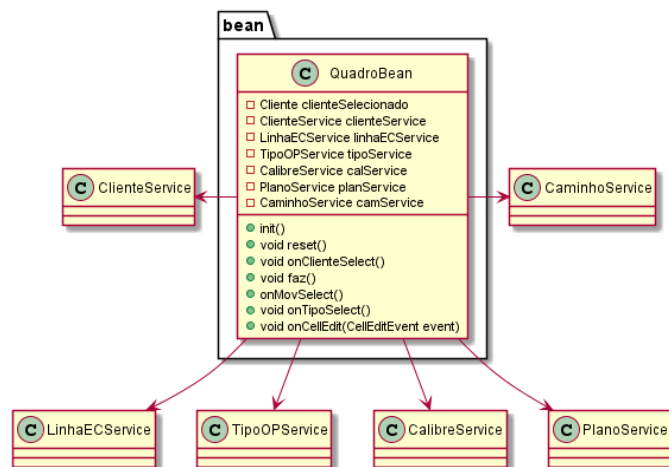 bean
C QuadroBean
Cliente clienteSelecionado
ClienteService clienteService
LinhaECService linhaECService
TipoOPService tipoService
CalibreService calService
PlanoService planService
CaminhoService camService
init()
void reset()
void onClienteSelect()
void faz()
onMovSelect()
void onTipoSelect()
void onCellEdit(CellEditEvent event)
C ClienteService
C CaminhoService
C LinhaECService
C TipoOPService
C CalibreService
C PlanoService